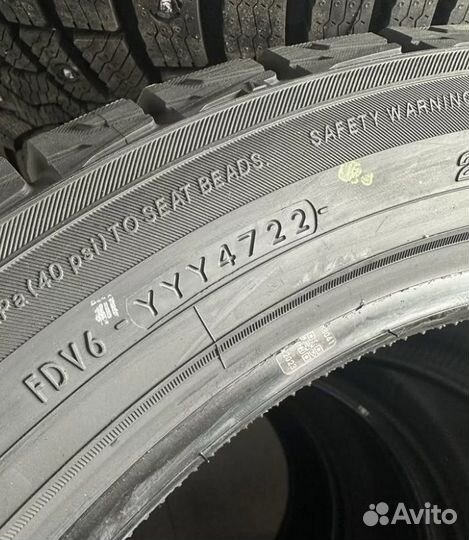 SAFETY WARNING
Pa (40 psi) TO SEAT BEADS
FDV6 - YYY4722 -
Avito